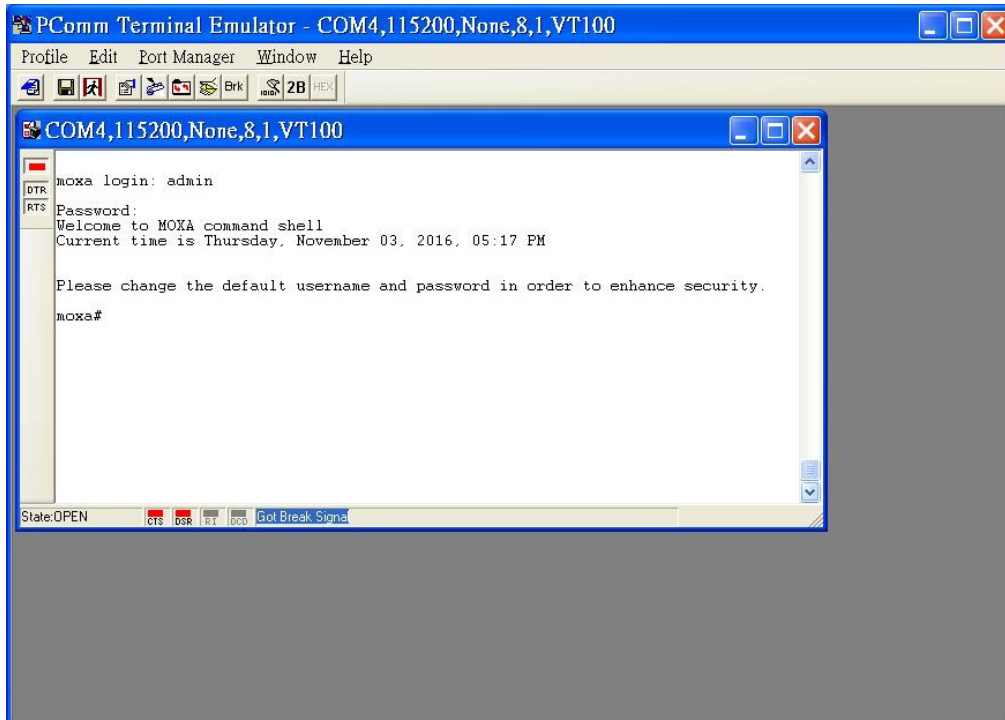 PComm Terminal Emulator - COM4,115200,None,8,1,VT100
Profile Edit Port Manager Window Help
Brk 2B HEX
COM4,115200,None,8,1,VT100
DTR
RTS
moxa login: admin
Password:
Welcome to MOXA command shell
Current time is Thursday, November 03, 2016, 05:17 PM
Please change the default username and password in order to enhance security.
moxa#
State:OPEN CTS DSR RI DCD Got Break Signal